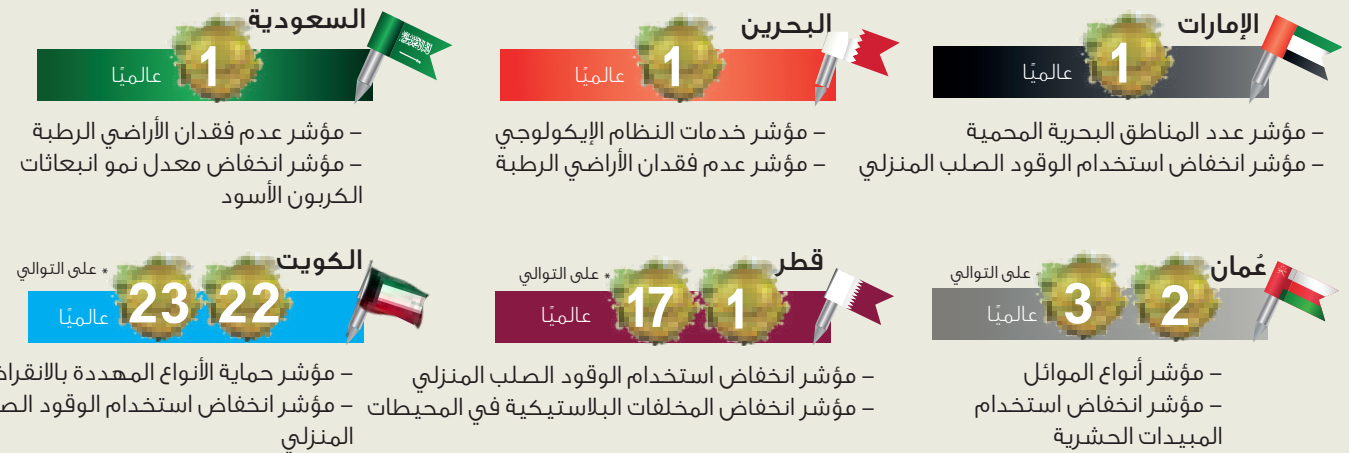 الإمارات
1 عالميًا
– مؤشر عدد المناطق البحرية المحمية
– مؤشر انخفاض استخدام الوقود الصلب المنزلي
البحرين
1 عالميًا
– مؤشر خدمات النظام الإيكولوجي
– مؤشر عدم فقدان الأراضي الرطبة
السعودية
1 عالميًا
– مؤشر عدم فقدان الأراضي الرطبة
– مؤشر انخفاض معدل نمو انبعاثات
الكربون الأسود
عُمان
* على التوالي
2 3 عالميًا
– مؤشر أنواع الموائل
– مؤشر انخفاض استخدام
المبيدات الحشرية
قطر
* على التوالي
1 17 عالميًا
– مؤشر انخفاض استخدام الوقود الصلب المنزلي
– مؤشر انخفاض المخلفات البلاستيكية في المحيطات
الكويت
* على التوالي
22 23 عالميًا
– مؤشر حماية الأنواع المهددة بالانقراض
– مؤشر انخفاض استخدام الوقود الص
المنزلي